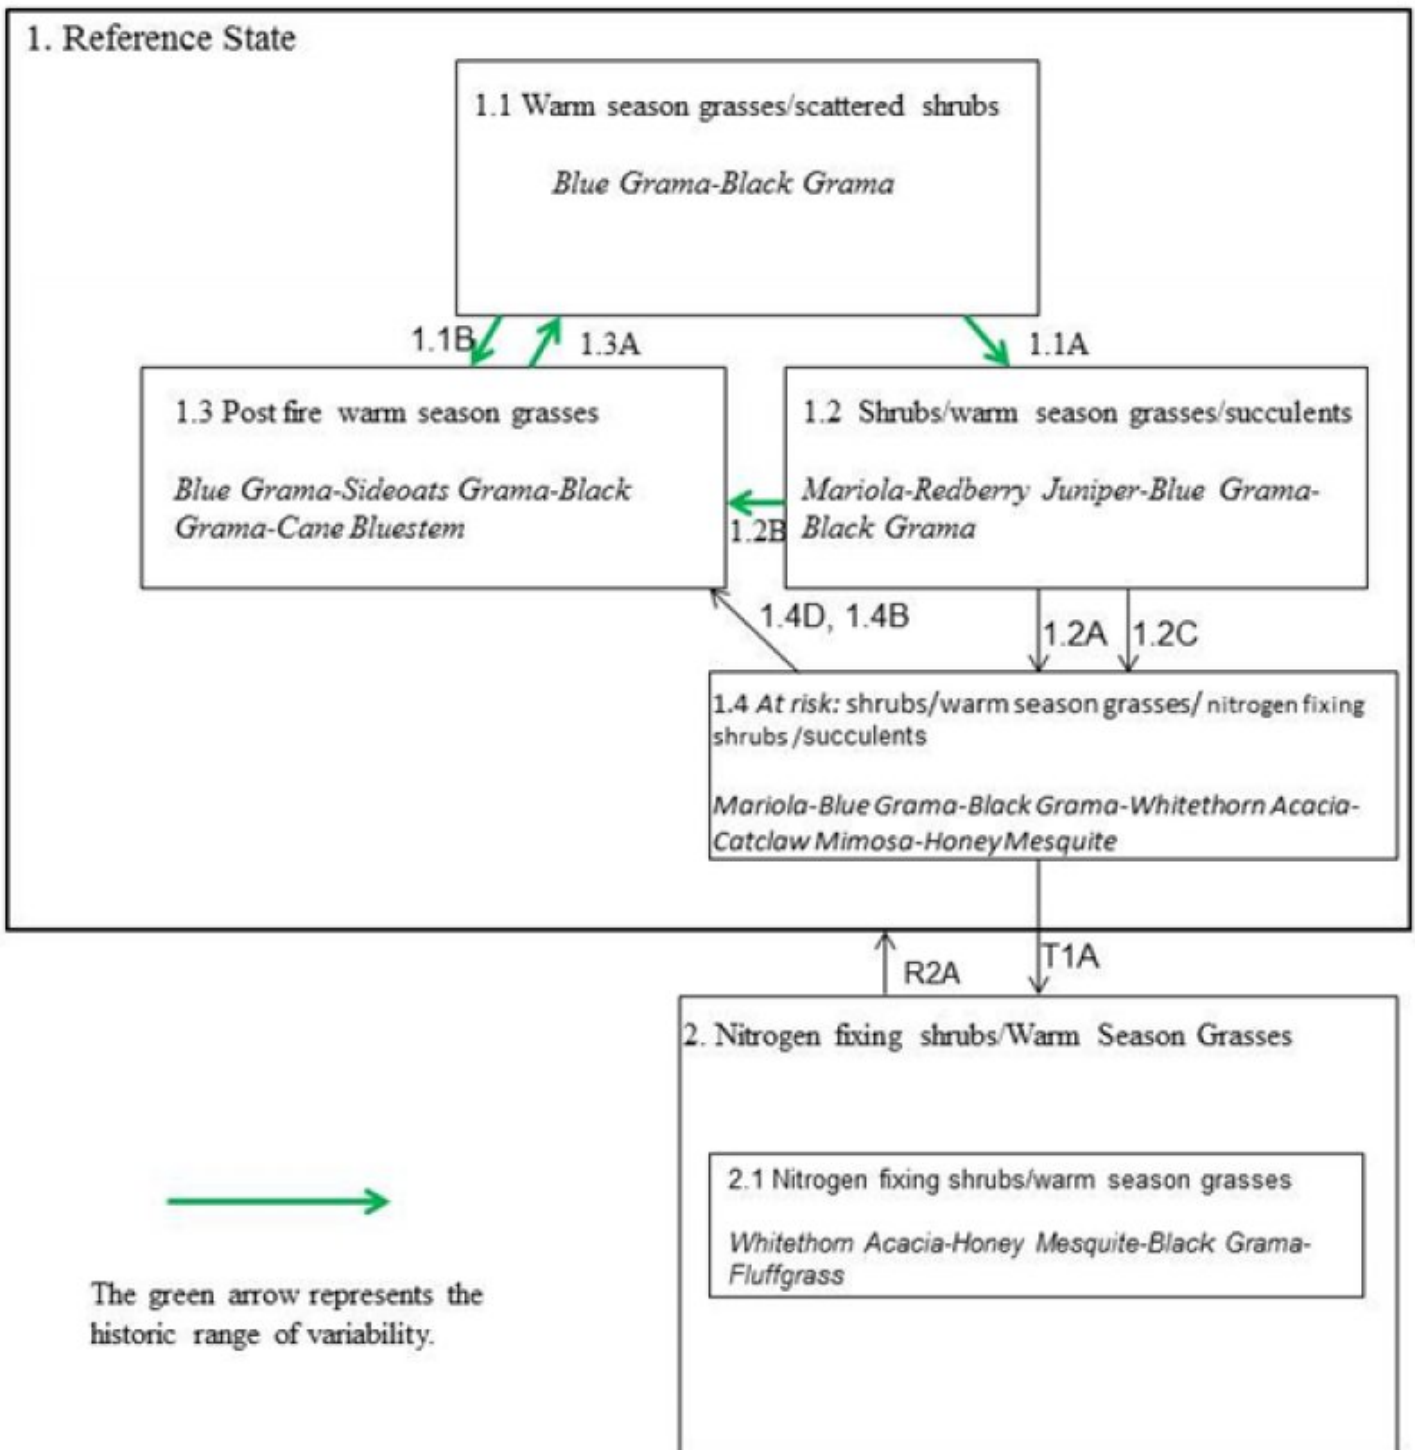 1. Reference State
1.1 Warm season grasses/scattered shrubs
Blue Grama-Black Grama
1.1B
1.3A
1.1A
1.3 Post fire warm season grasses
Blue Grama-Sideoats Grama-Black
Grama-Cane Bluestem
1.2 Shrubs/warm season grasses/succulents
Mariola-Redberry Juniper-Blue Grama-
Black Grama
1.2B
1.4D, 1.4B
1.2A
1.2C
1.4 At risk: shrubs/warm season grasses/ nitrogen fixing
shrubs /succulents
Mariola-Blue Grama-Black Grama-Whitethorn Acacia-
Catclaw Mimosa-Honey Mesquite
R2A
T1A
2. Nitrogen fixing shrubs/Warm Season Grasses
2.1 Nitrogen fixing shrubs/warm season grasses
Whitethorn Acacia-Honey Mesquite-Black Grama-
Fluffgrass
The green arrow represents the
historic range of variability.